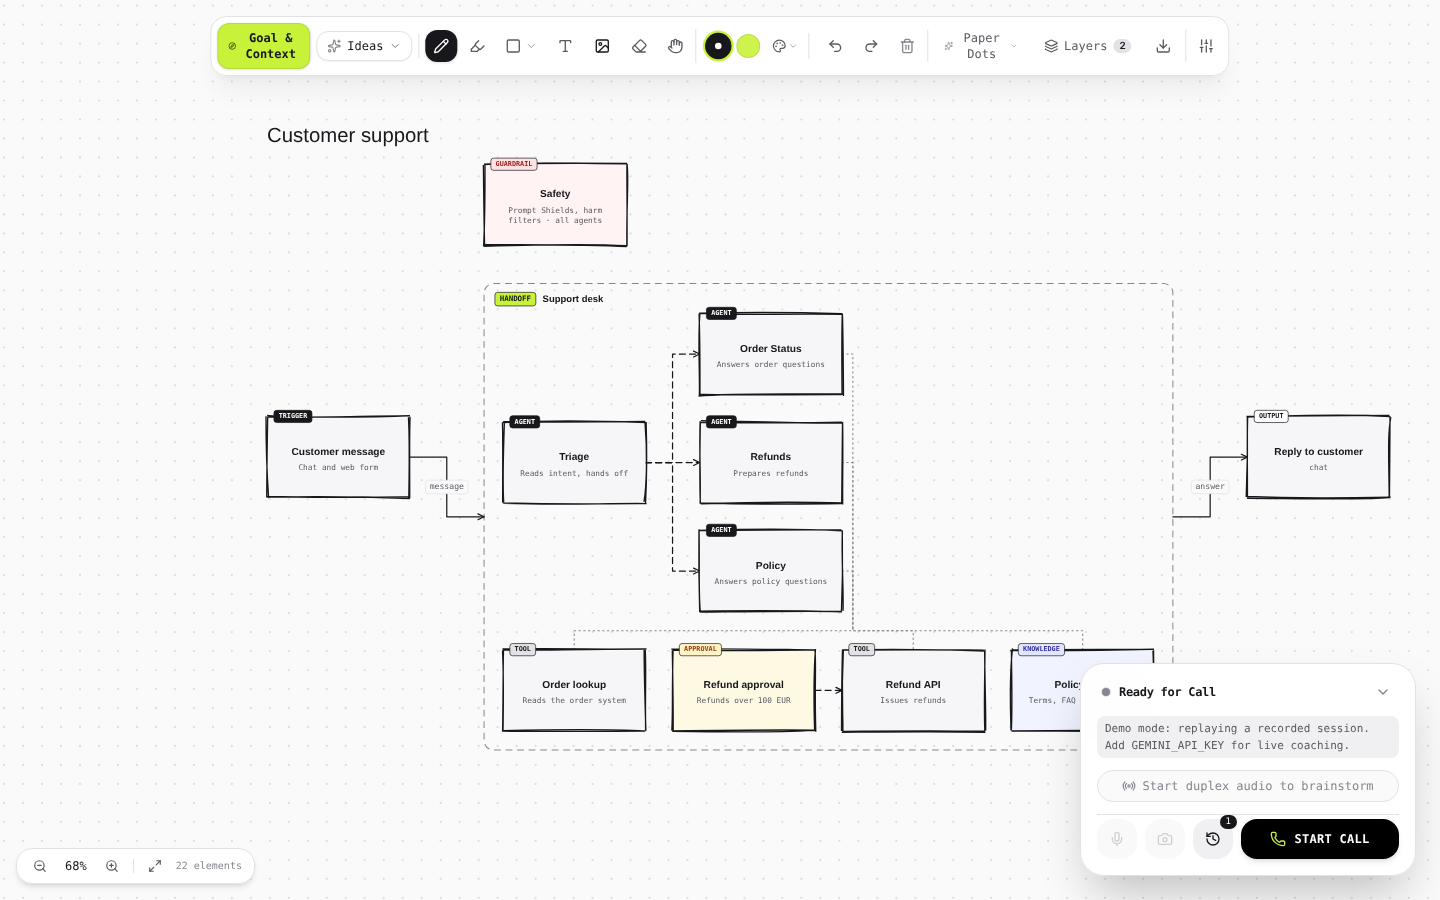 Goal &
Context
Ideas
Paper
Dots
Layers 2
Customer support
GUARDRAIL
Safety
Prompt Shields, harm
filters · all agents
HANDOFF Support desk
AGENT
Order Status
Answers order questions
TRIGGER
Customer message
Chat and web form
message
AGENT
Triage
Reads intent, hands off
AGENT
Refunds
Prepares refunds
OUTPUT
Reply to customer
chat
answer
AGENT
Policy
Answers policy questions
TOOL
Order lookup
Reads the order system
APPROVAL
Refund approval
Refunds over 100 EUR
TOOL
Refund API
Issues refunds
KNOWLEDGE
Terms, FAQ
Ready for Call
Demo mode: replaying a recorded session.
Add GEMINI_API_KEY for live coaching.
Start duplex audio to brainstorm
1
START CALL
68%
22 elements